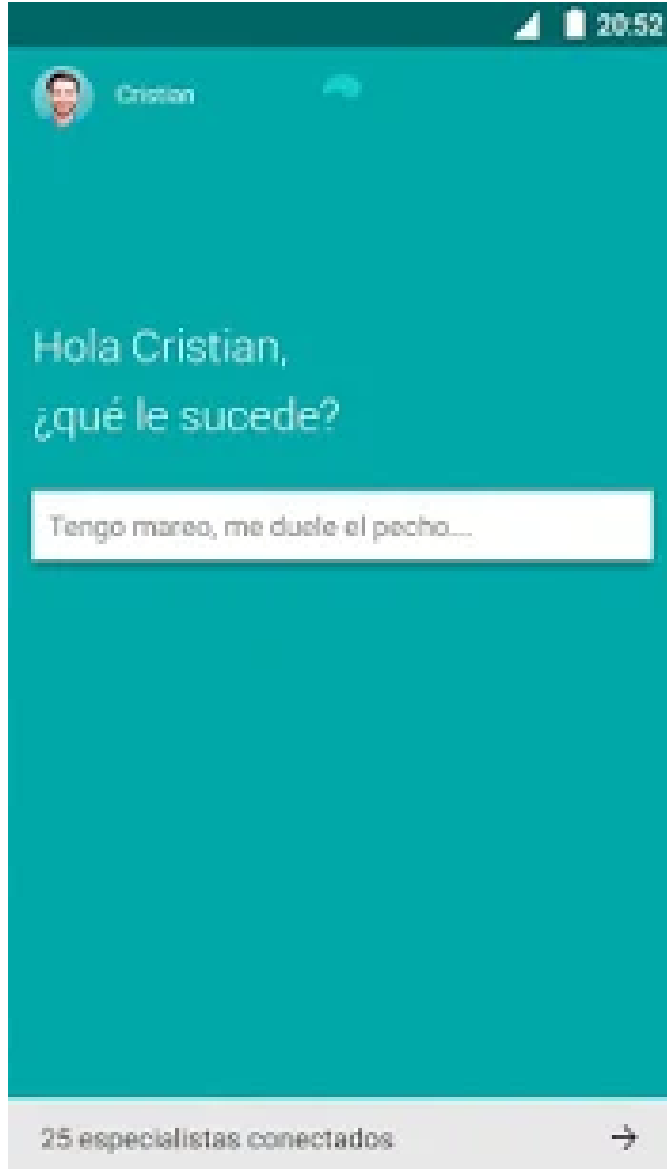 20:52
Cristian
Hola Cristian,
¿qué le sucede?
Tengo mareo, me duele el pecho...
25 especialistas conectados